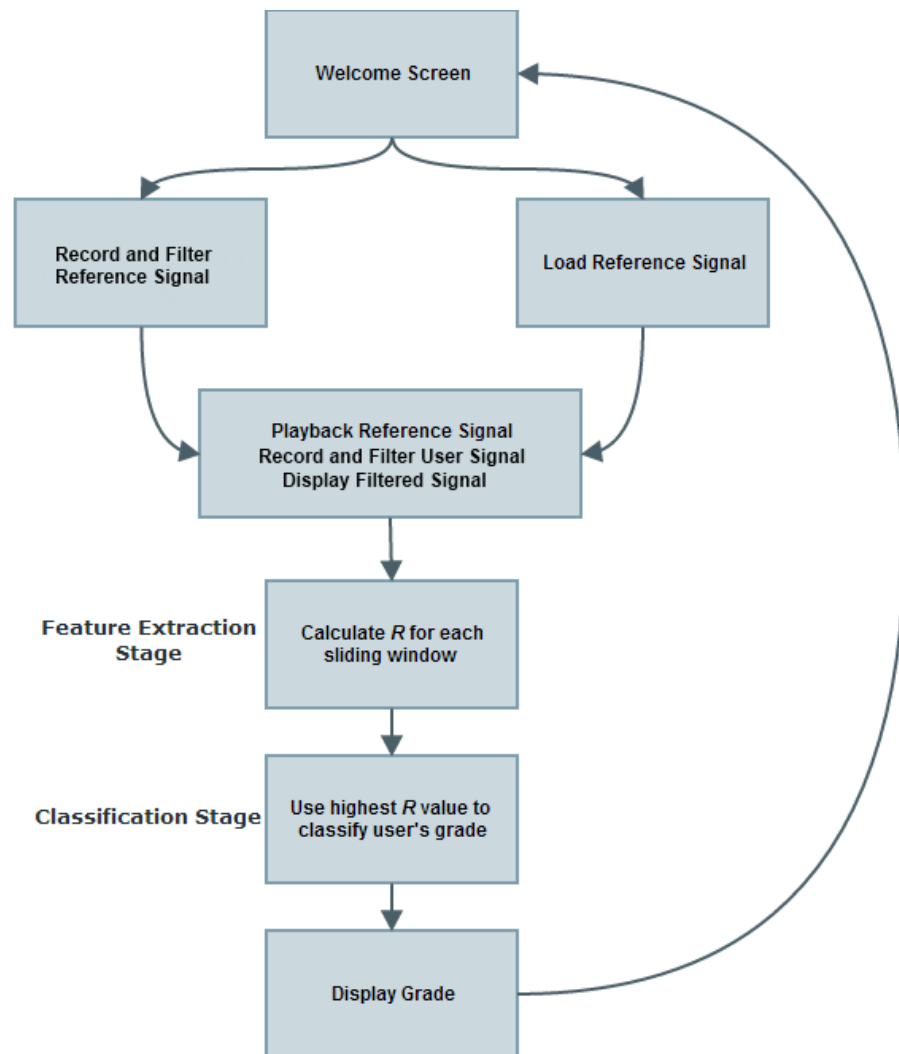 Welcome Screen
Record and Filter
Reference Signal
Load Reference Signal
Playback Reference Signal
Record and Filter User Signal
Display Filtered Signal
Feature Extraction
Stage
Calculate R for each
sliding window
Classification Stage
Use highest R value to
classify user's grade
Display Grade